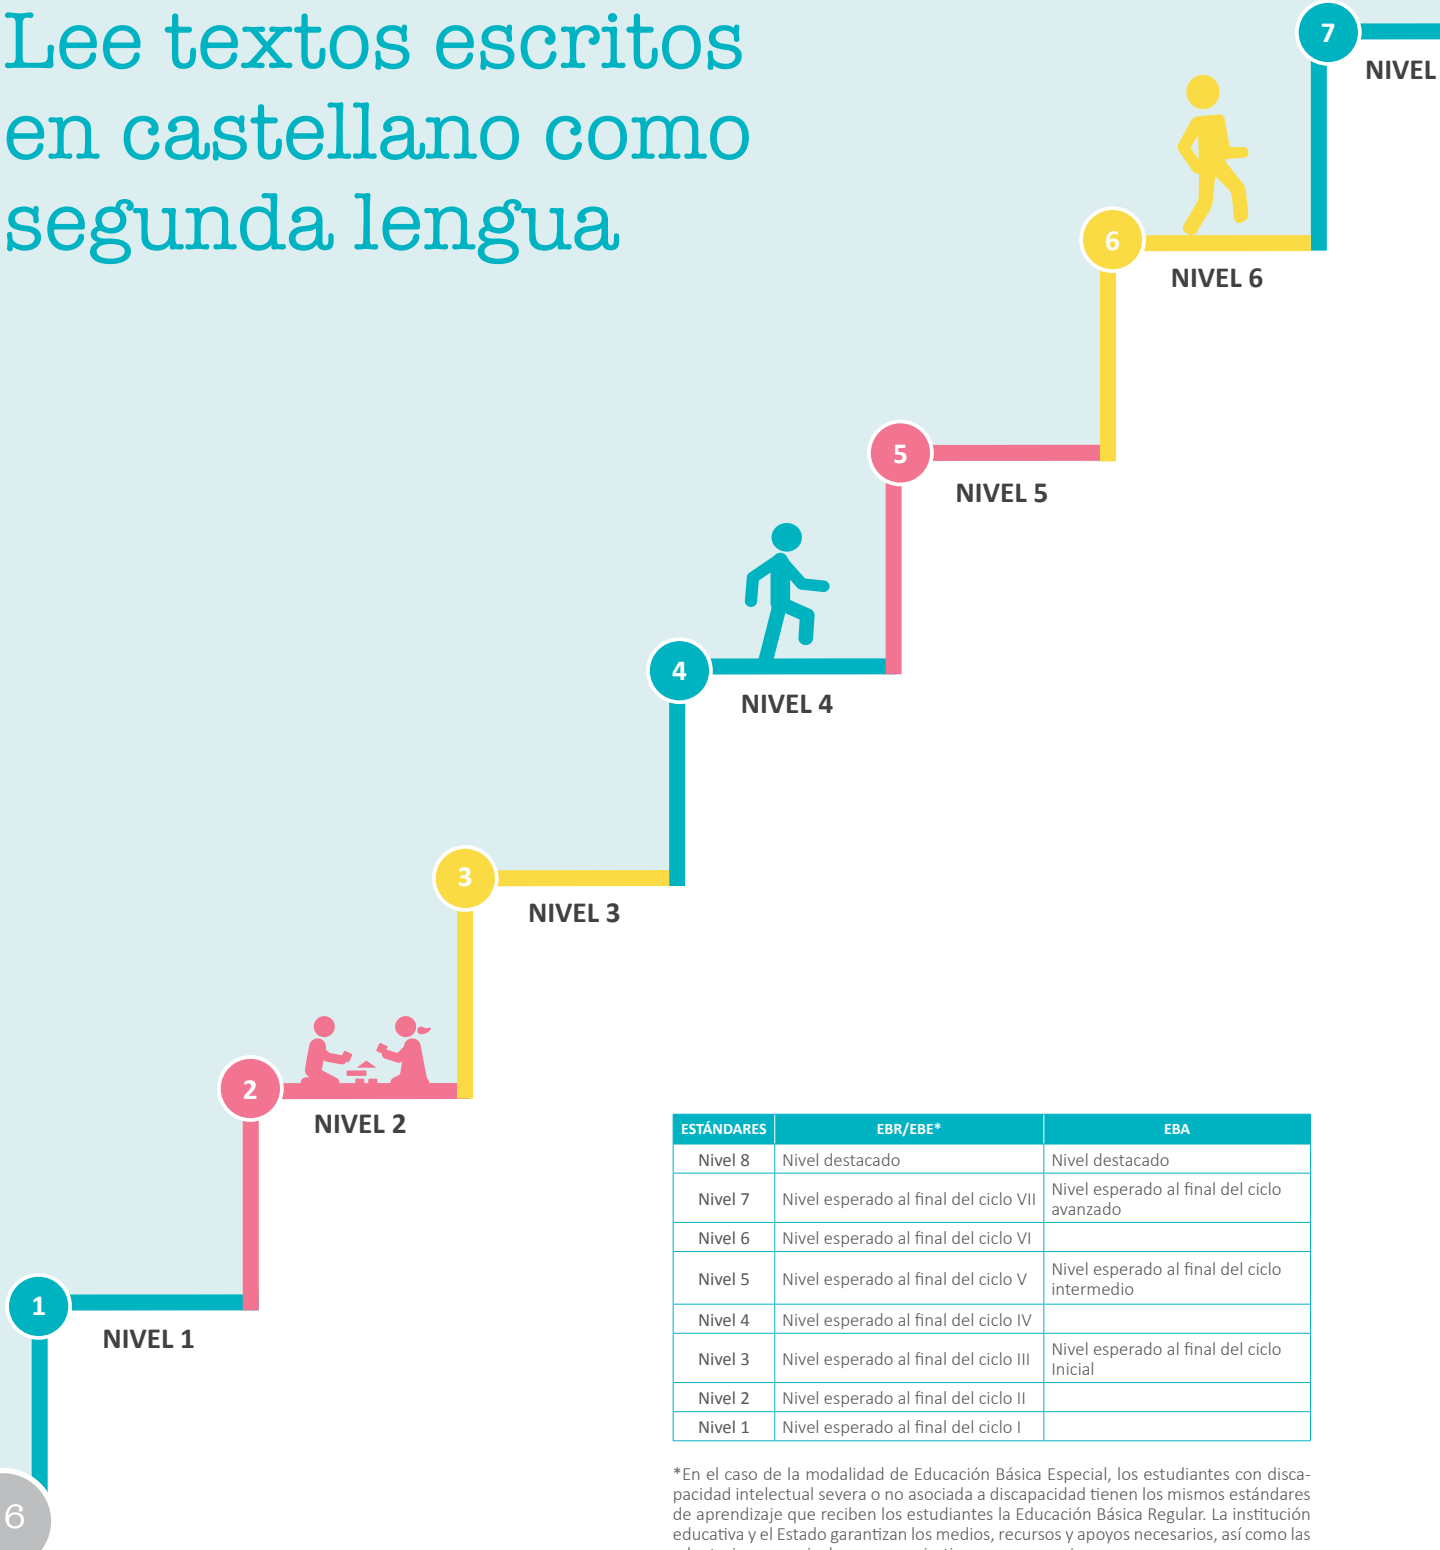 Lee textos escritos
en castellano como
segunda lengua
7
NIVEL
6
NIVEL 6
5
NIVEL 5
4
NIVEL 4
3
NIVEL 3
2
NIVEL 2
1
NIVEL 1
ESTÁNDARES EBR/EBE* EBA
Nivel 8 Nivel destacado Nivel destacado
Nivel 7 Nivel esperado al final del ciclo VII Nivel esperado al final del ciclo
avanzado
Nivel 6 Nivel esperado al final del ciclo VI
Nivel 5 Nivel esperado al final del ciclo V Nivel esperado al final del ciclo
intermedio
Nivel 4 Nivel esperado al final del ciclo IV
Nivel 3 Nivel esperado al final del ciclo III Nivel esperado al final del ciclo
Inicial
Nivel 2 Nivel esperado al final del ciclo II
Nivel 1 Nivel esperado al final del ciclo I
*En el caso de la modalidad de Educación Básica Especial, los estudiantes con disca-
pacidad intelectual severa o no asociada a discapacidad tienen los mismos estándares
de aprendizaje que reciben los estudiantes la Educación Básica Regular. La institución
educativa y el Estado garantizan los medios, recursos y apoyos necesarios, así como las
6